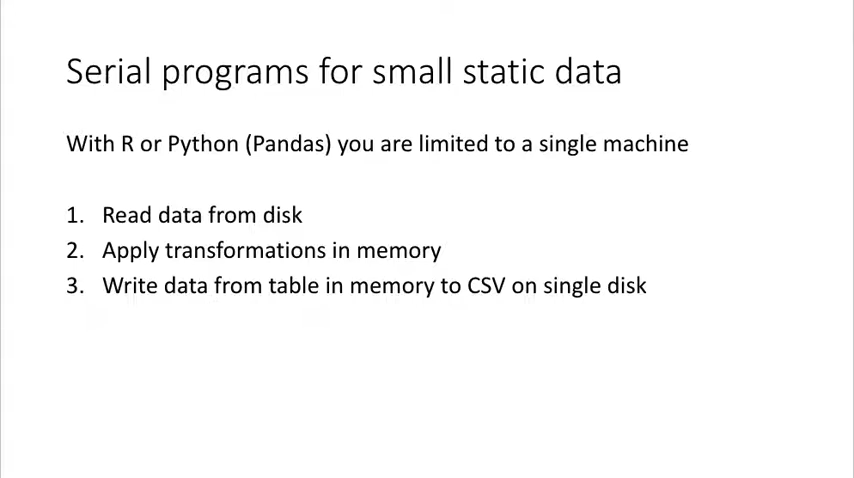 Serial programs for small static data
With R or Python (Pandas) you are limited to a single machine
1. Read data from disk
2. Apply transformations in memory
3. Write data from table in memory to CSV on single disk